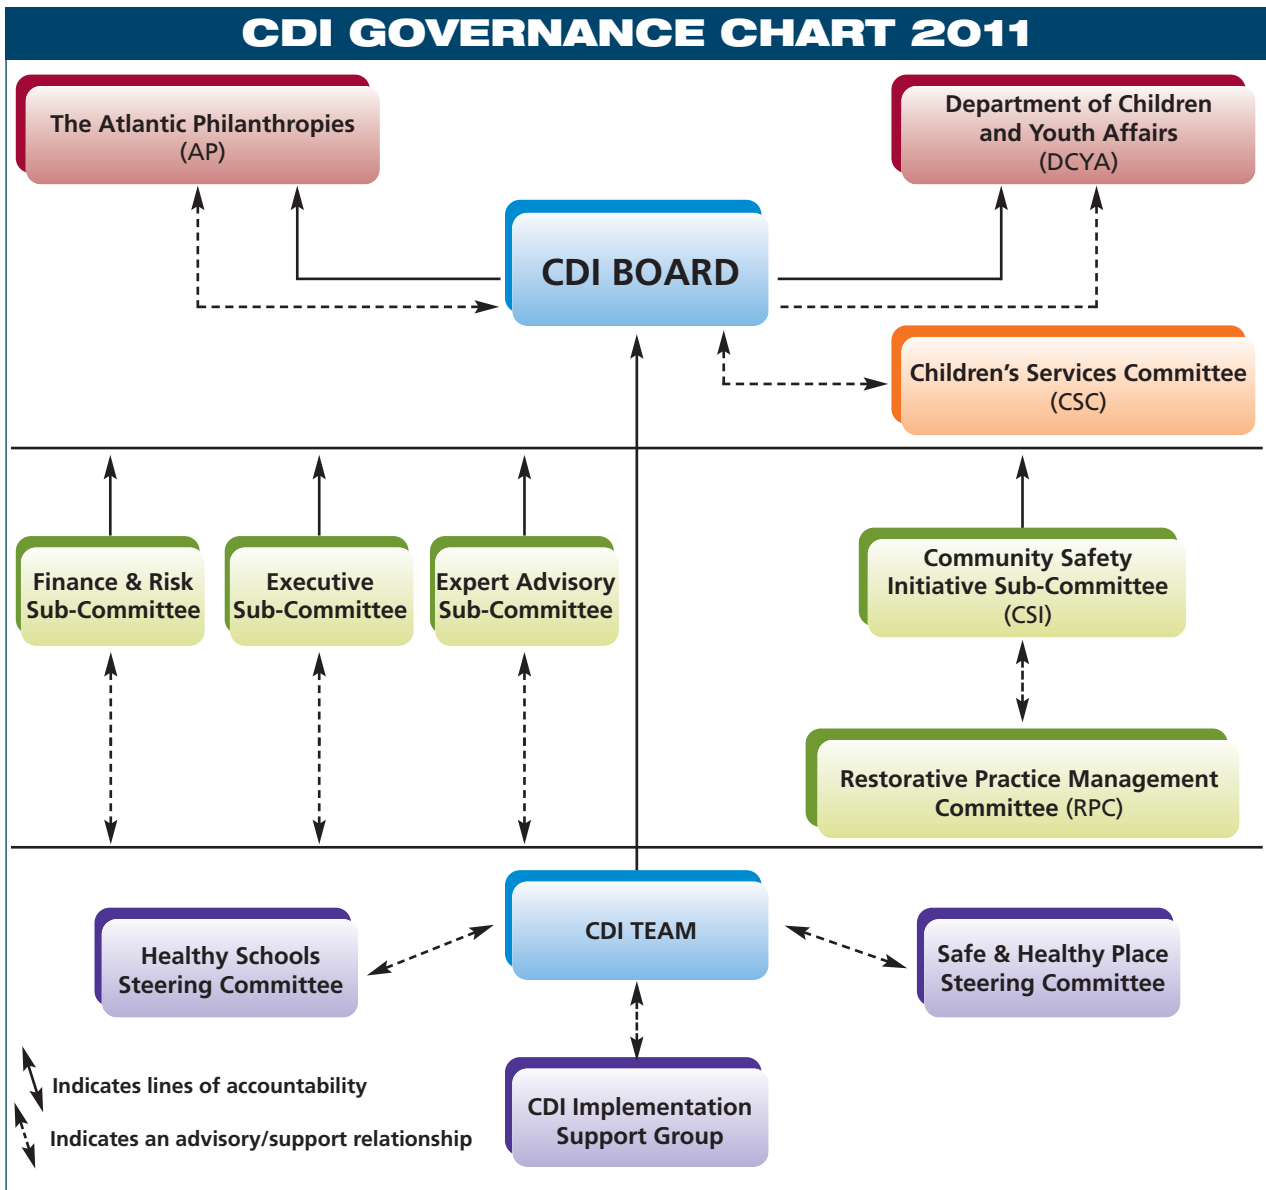 CDI GOVERNANCE CHART 2011
The Atlantic Philanthropies
(AP)
Department of Children
and Youth Affairs
(DCYA)
CDI BOARD
Children’s Services Committee
(CSC)
Finance & Risk
Sub-Committee
Executive
Sub-Committee
Expert Advisory
Sub-Committee
Community Safety
Initiative Sub-Committee
(CSI)
Restorative Practice Management
Committee (RPC)
CDI TEAM
Healthy Schools
Steering Committee
Safe & Healthy Place
Steering Committee
CDI Implementation
Support Group
Indicates lines of accountability
Indicates an advisory/support relationship